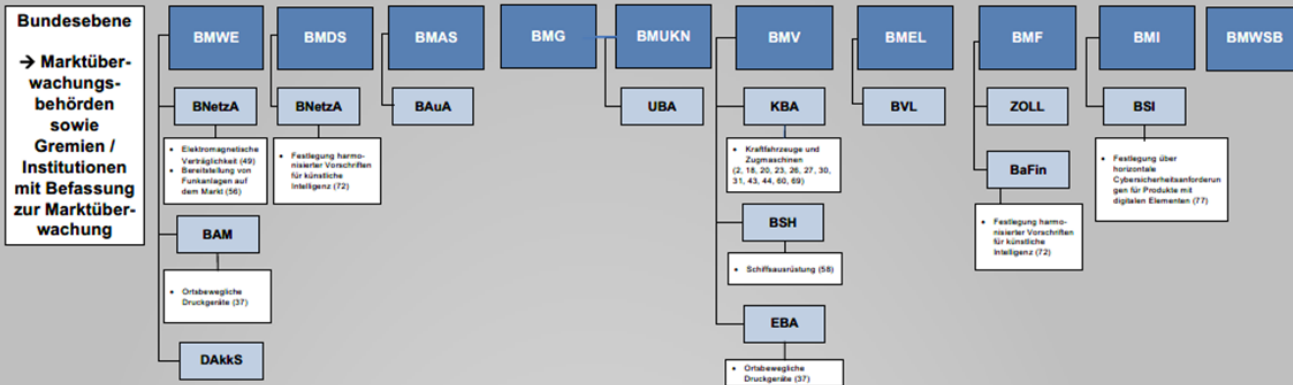 Bundesebene
→ Marktüber-
wachungs-
behörden
sowie
Gremien /
Institutionen
mit Befassung
zur Marktüber-
wachung
BMWE
BNetzA
• Elektromagnetische
Verträglichkeit (49)
• Bereitstellung von
Funkanlagen auf
dem Markt (56)
BAM
• Ortsbewegliche
Druckgeräte (37)
DAkkS
BMDS
BNetzA
• Festlegung harmo-
nisierter Vorschriften
für künstliche
Intelligenz (72)
BMAS
BAuA
BMG
BMUKN
UBA
BMV
KBA
• Kraftfahrzeuge und
Zugmaschinen
(2, 18, 20, 23, 26, 27, 30,
31, 43, 44, 60, 69)
BSH
• Schiffsausrüstung (58)
EBA
• Ortsbewegliche
Druckgeräte (37)
BMEL
BVL
BMF
ZOLL
BaFin
• Festlegung harmo-
nisierter Vorschriften
für künstliche
Intelligenz (72)
BMI
BSI
• Festlegung über
horizontale
Cybersicherheitsanforderun
gen für Produkte mit
digitalen Elementen (77)
BMWSB